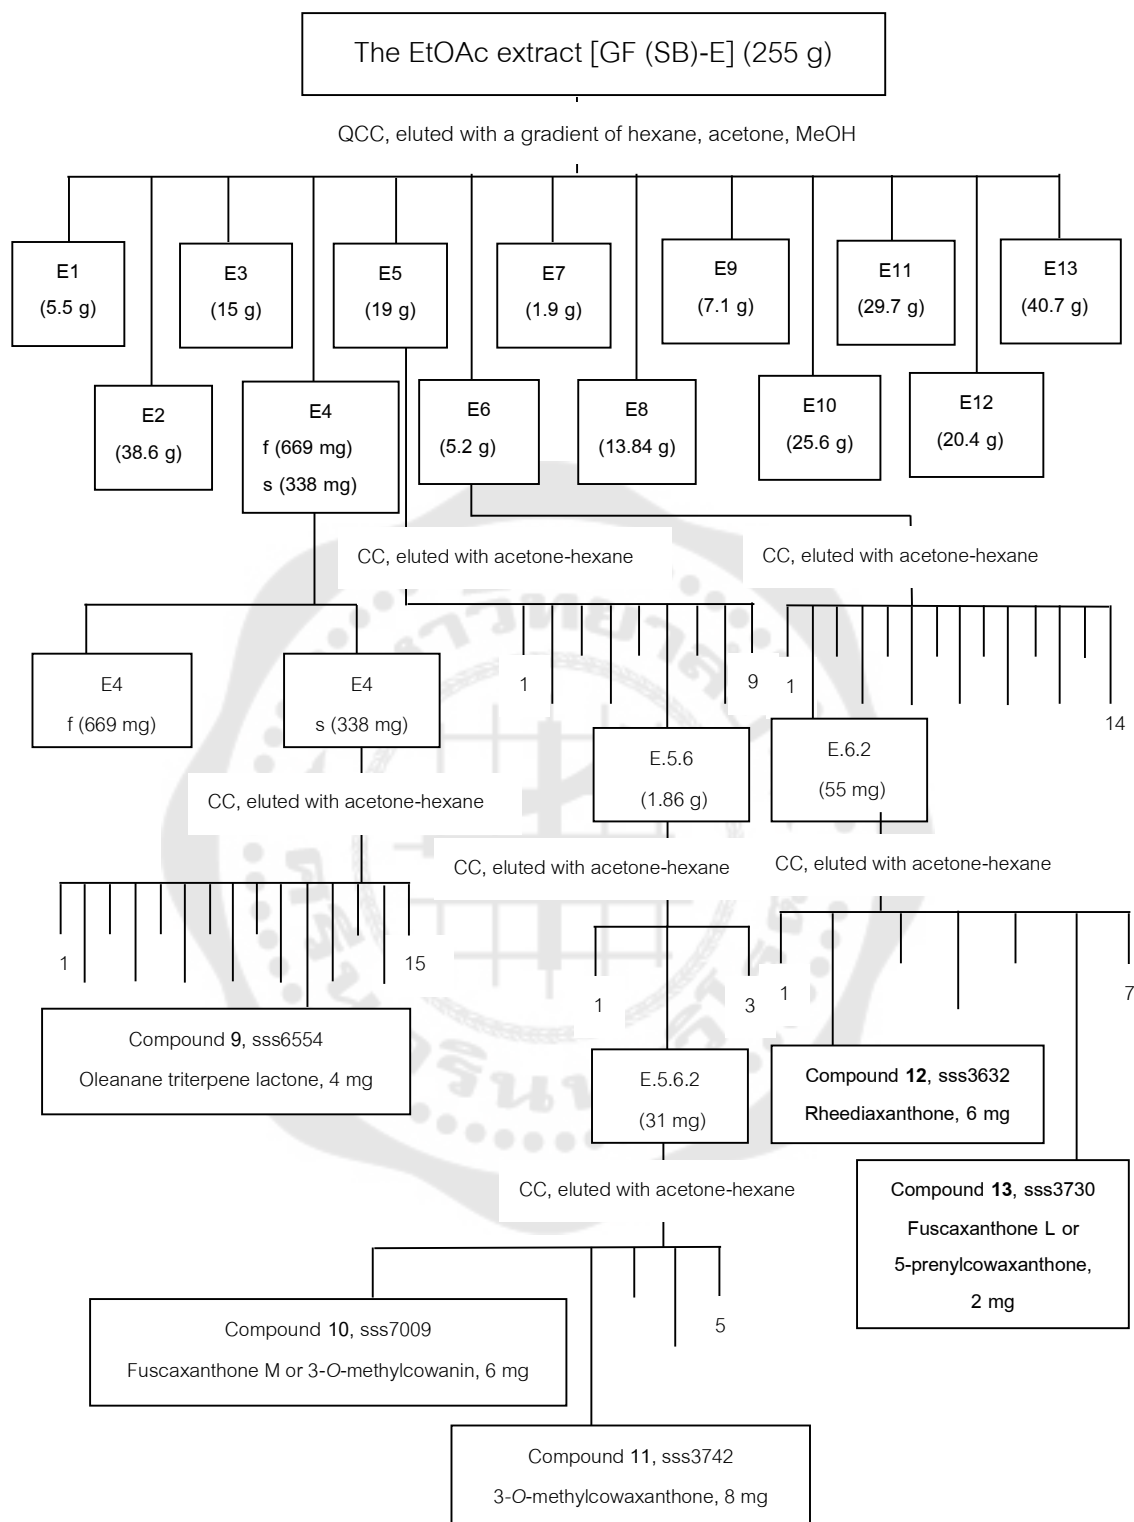 The EtOAc extract [GF (SB)-E] (255 g)
QCC, eluted with a gradient of hexane, acetone, MeOH
E1
(5.5 g)
E3
(15 g)
E5
(19 g)
E7
(1.9 g)
E9
(7.1 g)
E11
(29.7 g)
E13
(40.7 g)
E2
(38.6 g)
E4
f (669 mg)
s (338 mg)
E6
(5.2 g)
E8
(13.84 g)
E10
(25.6 g)
E12
(20.4 g)
CC, eluted with acetone-hexane
CC, eluted with acetone-hexane
E4
f (669 mg)
E4
s (338 mg)
1
9
1
14
E.5.6
(1.86 g)
E.6.2
(55 mg)
CC, eluted with acetone-hexane
CC, eluted with acetone-hexane
CC, eluted with acetone-hexane
1
15
1
3
1
7
Compound 9, sss6554
Oleanane triterpene lactone, 4 mg
E.5.6.2
(31 mg)
Compound 12, sss3632
Rheediaxanthone, 6 mg
CC, eluted with acetone-hexane
Compound 13, sss3730
Fuscaxanthone L or
5-prenylcowaxanthone,
2 mg
5
Compound 10, sss7009
Fuscaxanthone M or 3-O-methylcowanin, 6 mg
Compound 11, sss3742
3-O-methylcowaxanthone, 8 mg